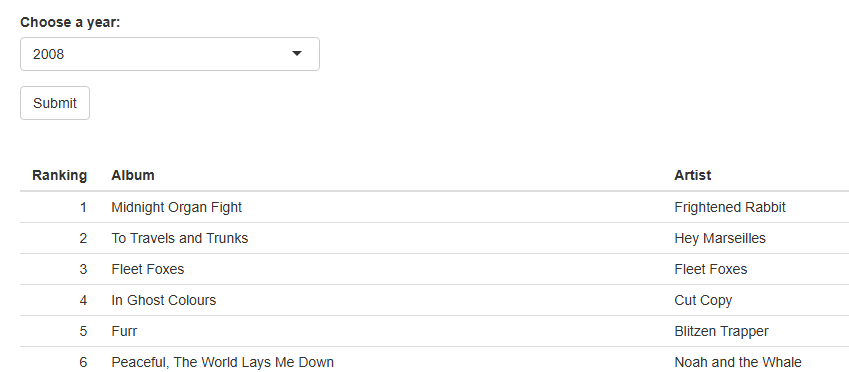 Choose a year:
2008
Submit
Ranking Album Artist
1 Midnight Organ Fight Frightened Rabbit
2 To Travels and Trunks Hey Marseilles
3 Fleet Foxes Fleet Foxes
4 In Ghost Colours Cut Copy
5 Furr Blitzen Trapper
6 Peaceful, The World Lays Me Down Noah and the Whale